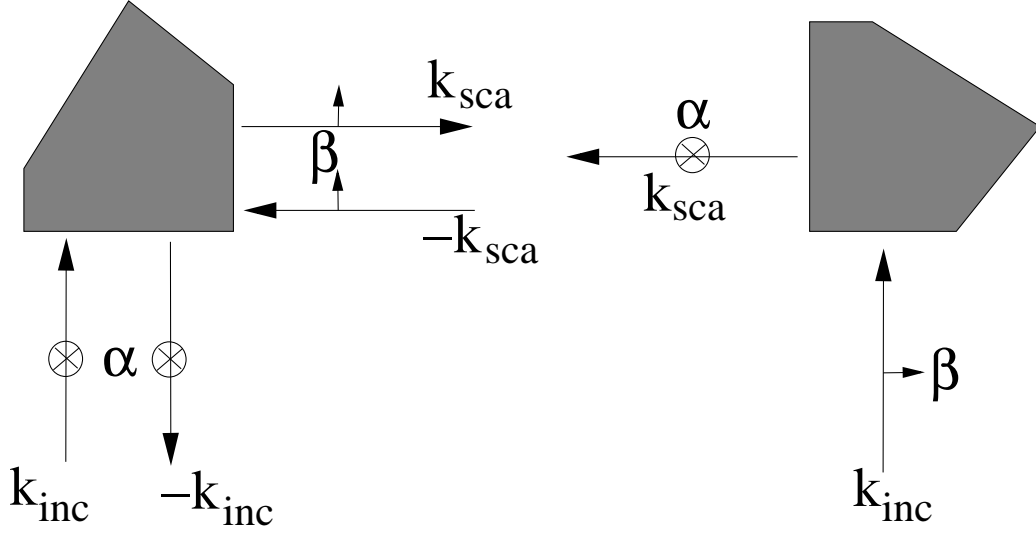 k_sca
β
−k_sca
α
k_inc
−k_inc
α
k_sca
β
k_inc